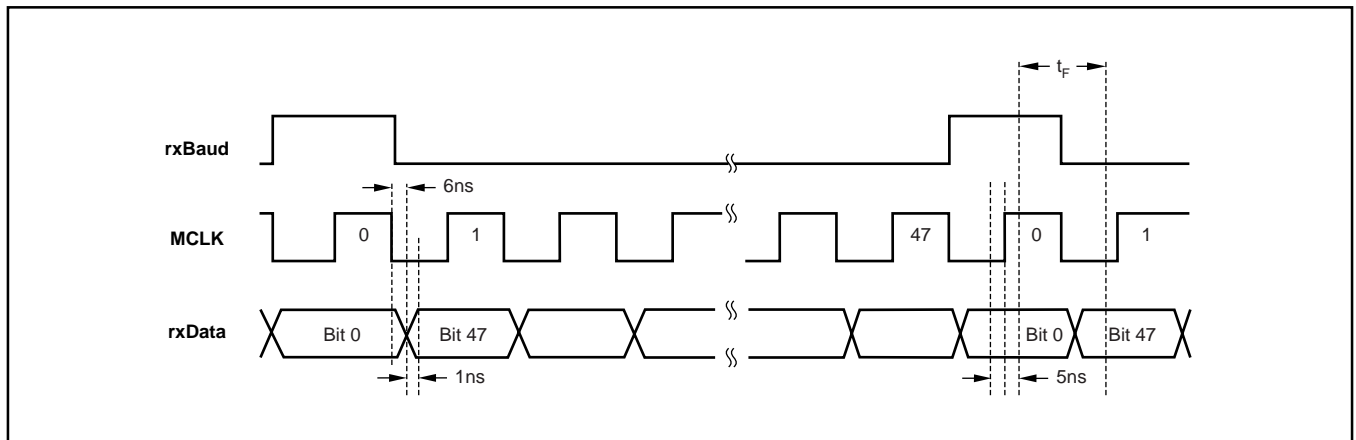 t_F
rxBaud
6ns
MCLK 0 1 47 0 1
rxData Bit 0 Bit 47 Bit 0 Bit 47
1ns 5ns